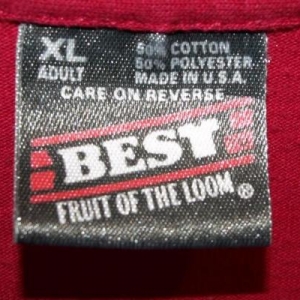 XL
ADULT
50% COTTON
50% POLYESTER
MADE IN U.S.A.
CARE ON REVERSE
BEST
FRUIT OF THE LOOM ®